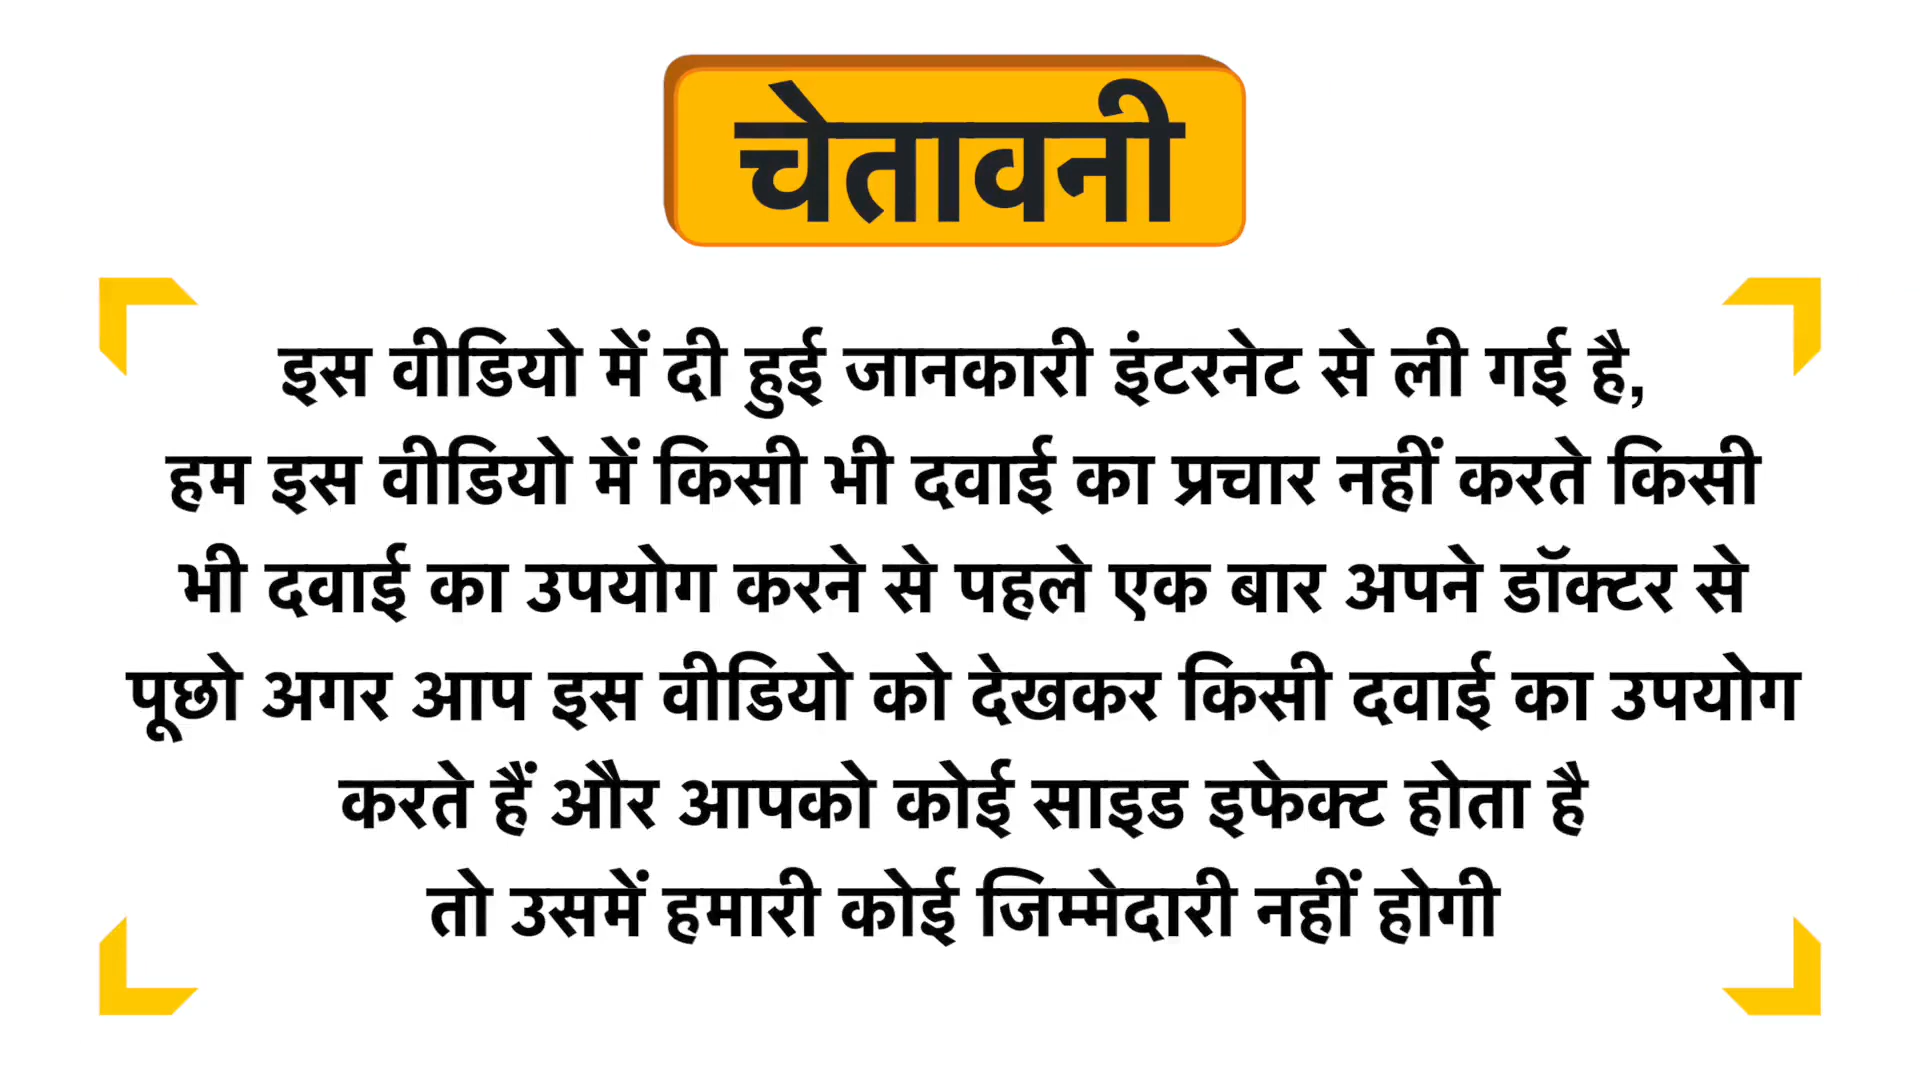 चेतावनी
इस वीडियो में दी हुई जानकारी इंटरनेट से ली गई है,
हम इस वीडियो में किसी भी दवाई का प्रचार नहीं करते किसी
भी दवाई का उपयोग करने से पहले एक बार अपने डॉक्टर से
पूछो अगर आप इस वीडियो को देखकर किसी दवाई का उपयोग
करते हैं और आपको कोई साइड इफेक्ट होता है
तो उसमें हमारी कोई जिम्मेदारी नहीं होगी